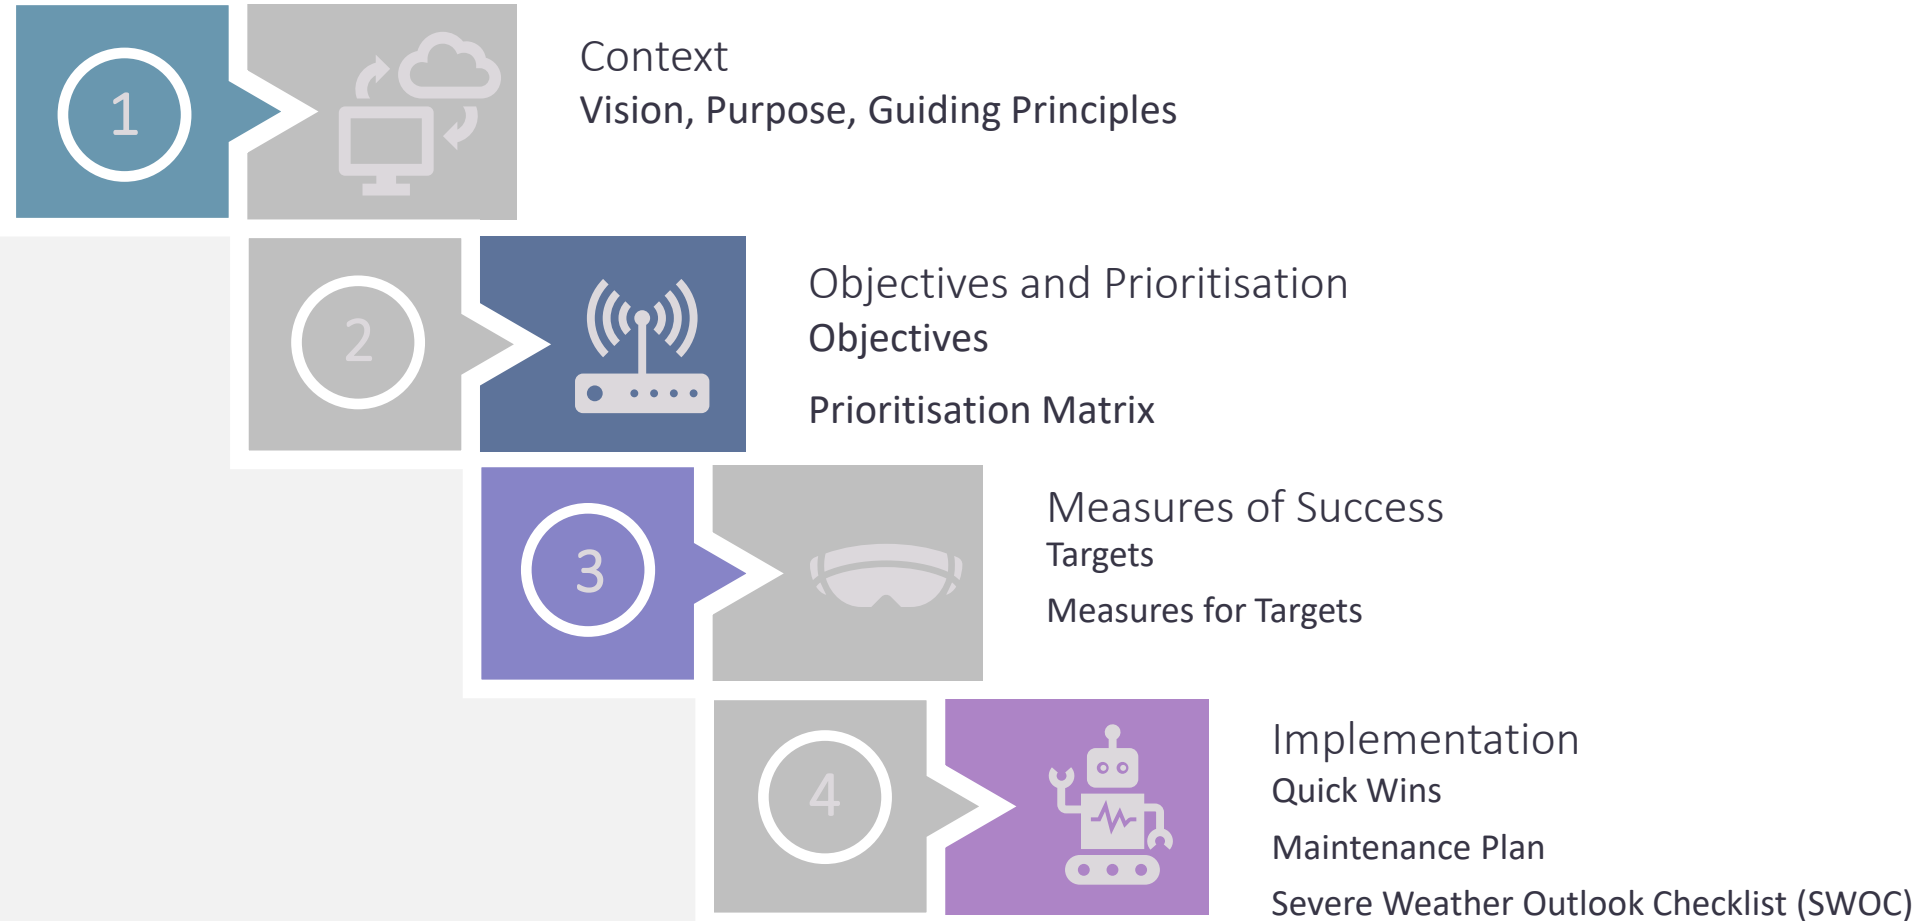 1
Context
Vision, Purpose, Guiding Principles
2
Objectives and Prioritisation
Objectives
Prioritisation Matrix
3
Measures of Success
Targets
Measures for Targets
4
Implementation
Quick Wins
Maintenance Plan
Severe Weather Outlook Checklist (SWOC)